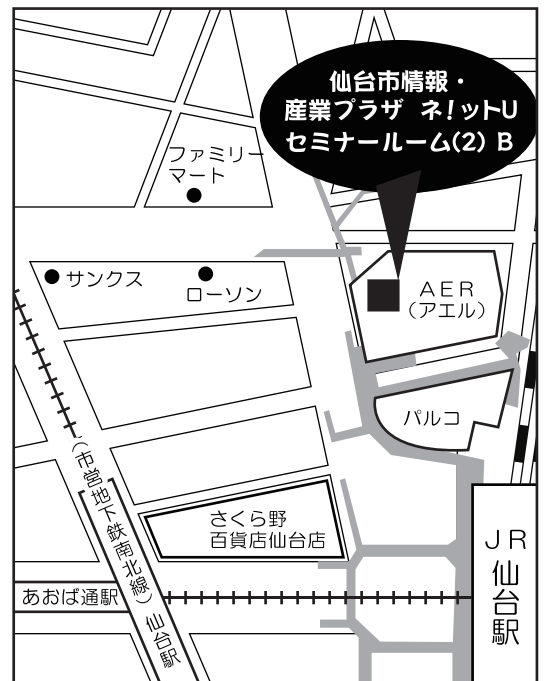 仙台市情報・
産業プラザ ネ!ットU
セミナールーム(2) B
ファミリー
マート
サンクス
ローソン
AER
(アエル)
パルコ
さくら野
百貨店仙台店
(市営地下鉄南北線)仙台駅
あおば通駅
JR
仙台駅